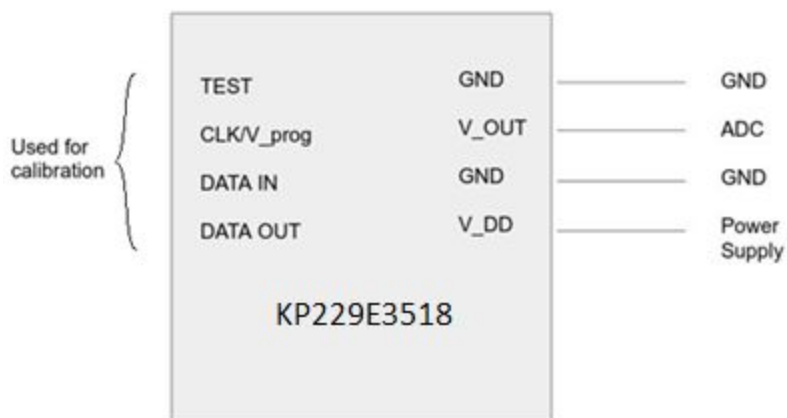 Used for
calibration
TEST
CLK/V_prog
DATA IN
DATA OUT
GND
V_OUT
GND
V_DD
GND
ADC
GND
Power
Supply
KP229E3518